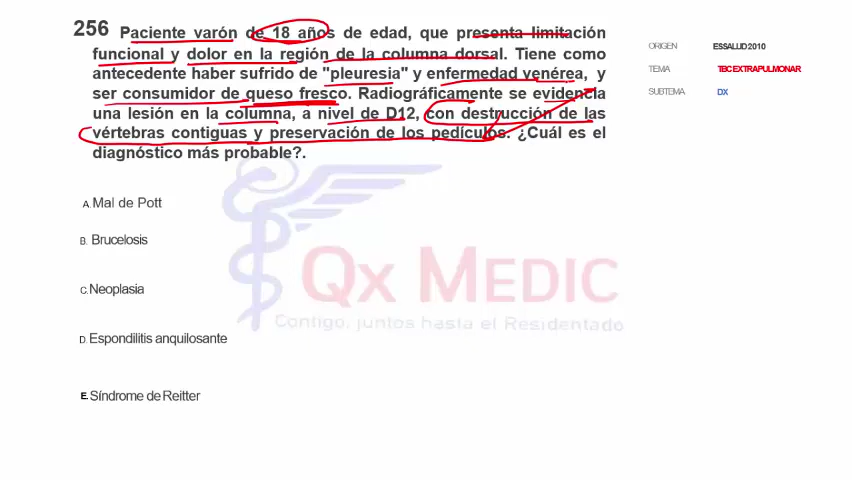 256 Paciente varón de 18 años de edad, que presenta limitación
funcional y dolor en la región de la columna dorsal. Tiene como
antecedente haber sufrido de "pleuresia" y enfermedad venérea, y
ser consumidor de queso fresco. Radiográficamente se evidencia
una lesión en la columna, a nivel de D12, con destrucción de las
vértebras contiguas y preservación de los pedículos. ¿Cuál es el
diagnóstico más probable?.
A. Mal de Pott
B. Brucelosis
C. Neoplasia
D. Espondilitis anquilosante
E. Síndrome de Reitter
ORIGEN ESSALUD 2010
TEMA TBC EXTRAPULMONAR
SUBTEMA DX
QX MEDIC
Contigo, juntos hasta el Residentado